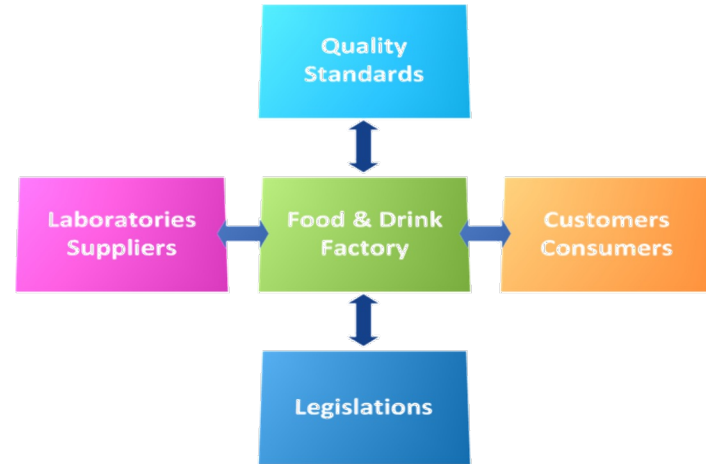 Quality
Standards
Laboratories
Suppliers
Food & Drink
Factory
Customers
Consumers
Legislations